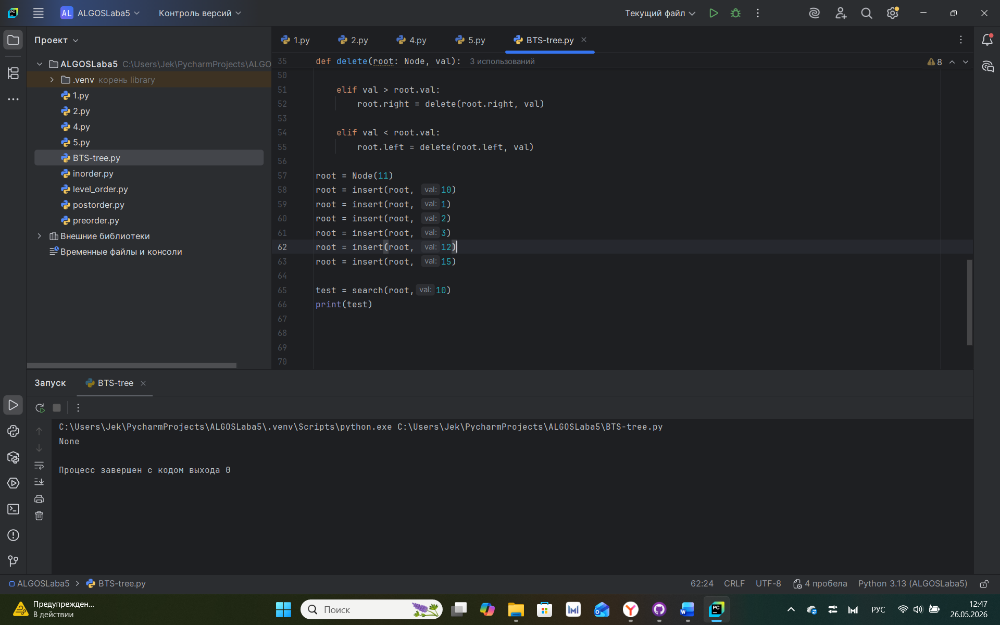 AL ALGOSLaba5 Контроль версий Текущий файл
Проект
1.py 2.py 4.py 5.py BTS-tree.py
ALGOSLaba5 C:\Users\Jek\PycharmProjects\ALGO
.venv корень library
1.py
2.py
4.py
5.py
BTS-tree.py
inorder.py
level_order.py
postorder.py
preorder.py
Внешние библиотеки
Временные файлы и консоли
35 def delete(root: Node, val): 3 использований 8
50
51 elif val > root.val:
52 root.right = delete(root.right, val)
53
54 elif val < root.val:
55 root.left = delete(root.left, val)
56
57 root = Node(11)
58 root = insert(root, val: 10)
59 root = insert(root, val: 1)
60 root = insert(root, val: 2)
61 root = insert(root, val: 3)
62 root = insert(root, val: 12)
63 root = insert(root, val: 15)
64
65 test = search(root, val: 10)
66 print(test)
67
68
69
70
Запуск BTS-tree
C:\Users\Jek\PycharmProjects\ALGOSLaba5\.venv\Scripts\python.exe C:\Users\Jek\PycharmProjects\ALGOSLaba5\BTS-tree.py
None
Процесс завершен с кодом выхода 0
ALGOSLaba5 > BTS-tree.py 62:24 CRLF UTF-8 4 пробела Python 3.13 (ALGOSLaba5)
Предупрежден...
В действии
Поиск
РУС
12:47
26.05.2026